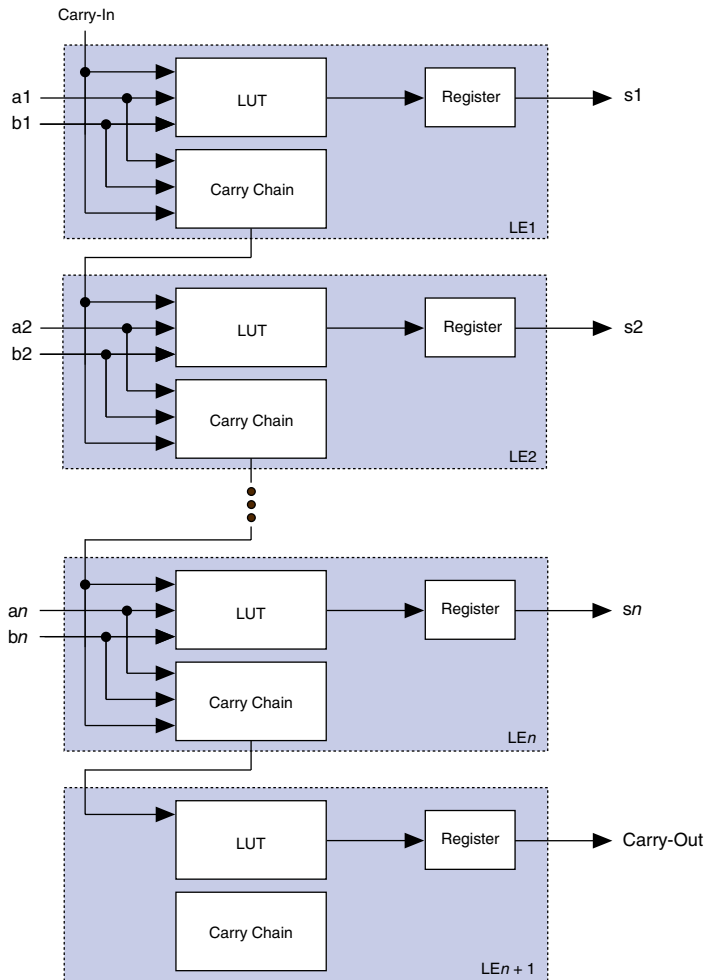 Carry-In
a1
b1
LUT
Register
s1
Carry Chain
LE1
a2
b2
LUT
Register
s2
Carry Chain
LE2
an
bn
LUT
Register
sn
Carry Chain
LEn
LUT
Register
Carry-Out
Carry Chain
LEn + 1